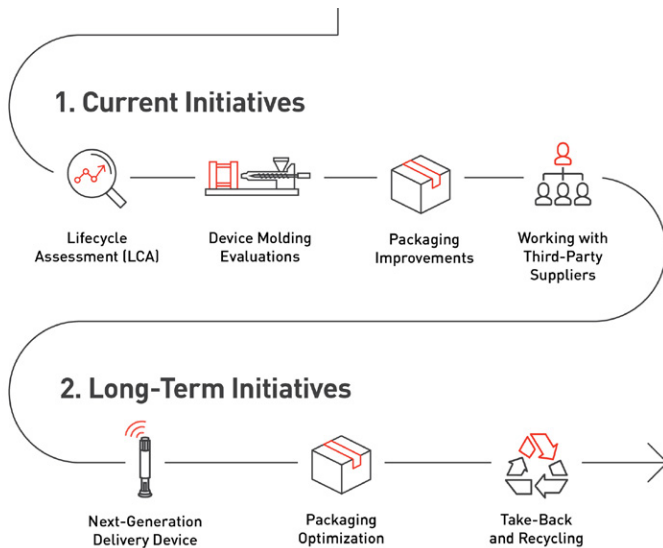 1. Current Initiatives
Lifecycle
Assessment (LCA)
Device Molding
Evaluations
Packaging
Improvements
Working with
Third-Party
Suppliers
2. Long-Term Initiatives
Next-Generation
Delivery Device
Packaging
Optimization
Take-Back
and Recycling